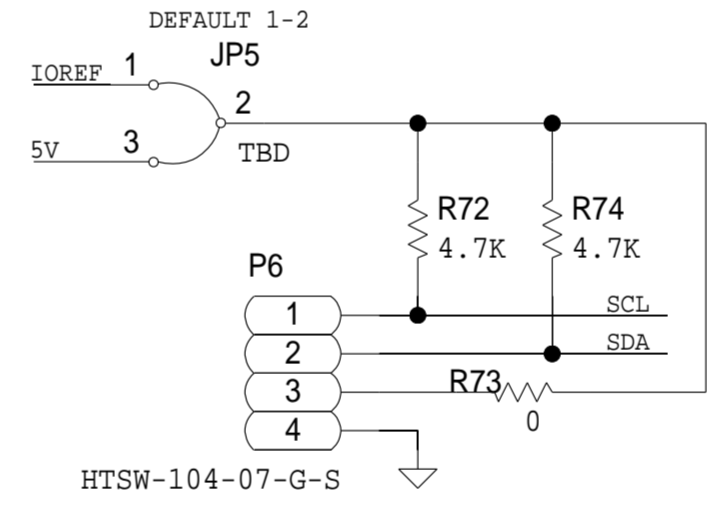 DEFAULT 1-2
JP5
IOREF 1
2
5V 3
TBD
R72 R74
4.7K 4.7K
P6
1 SCL
2 SDA
3 R73
4 0
HTSW-104-07-G-S